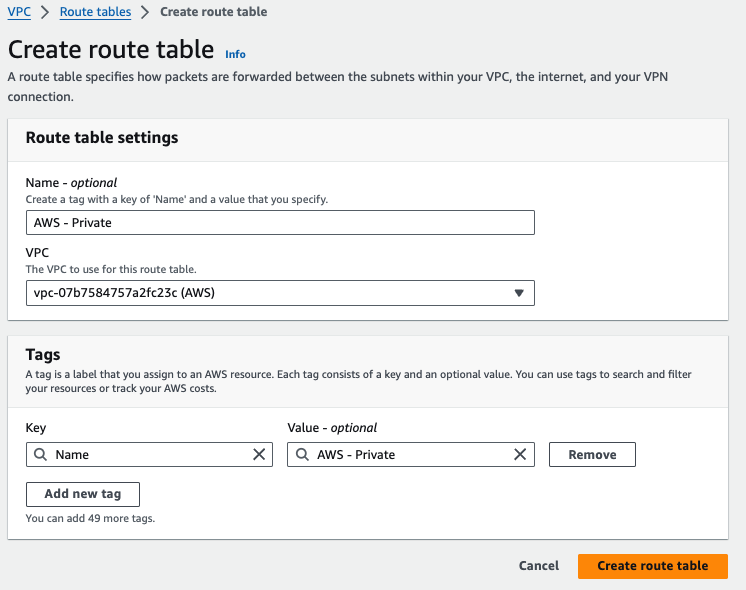 VPC > Route tables > Create route table
Create route table Info
A route table specifies how packets are forwarded between the subnets within your VPC, the internet, and your VPN
connection.
Route table settings
Name - optional
Create a tag with a key of 'Name' and a value that you specify.
AWS - Private
VPC
The VPC to use for this route table.
vpc-07b7584757a2fc23c (AWS)
Tags
A tag is a label that you assign to an AWS resource. Each tag consists of a key and an optional value. You can use tags to search and filter
your resources or track your AWS costs.
Key Value - optional
Name AWS - Private Remove
Add new tag
You can add 49 more tags.
Cancel Create route table